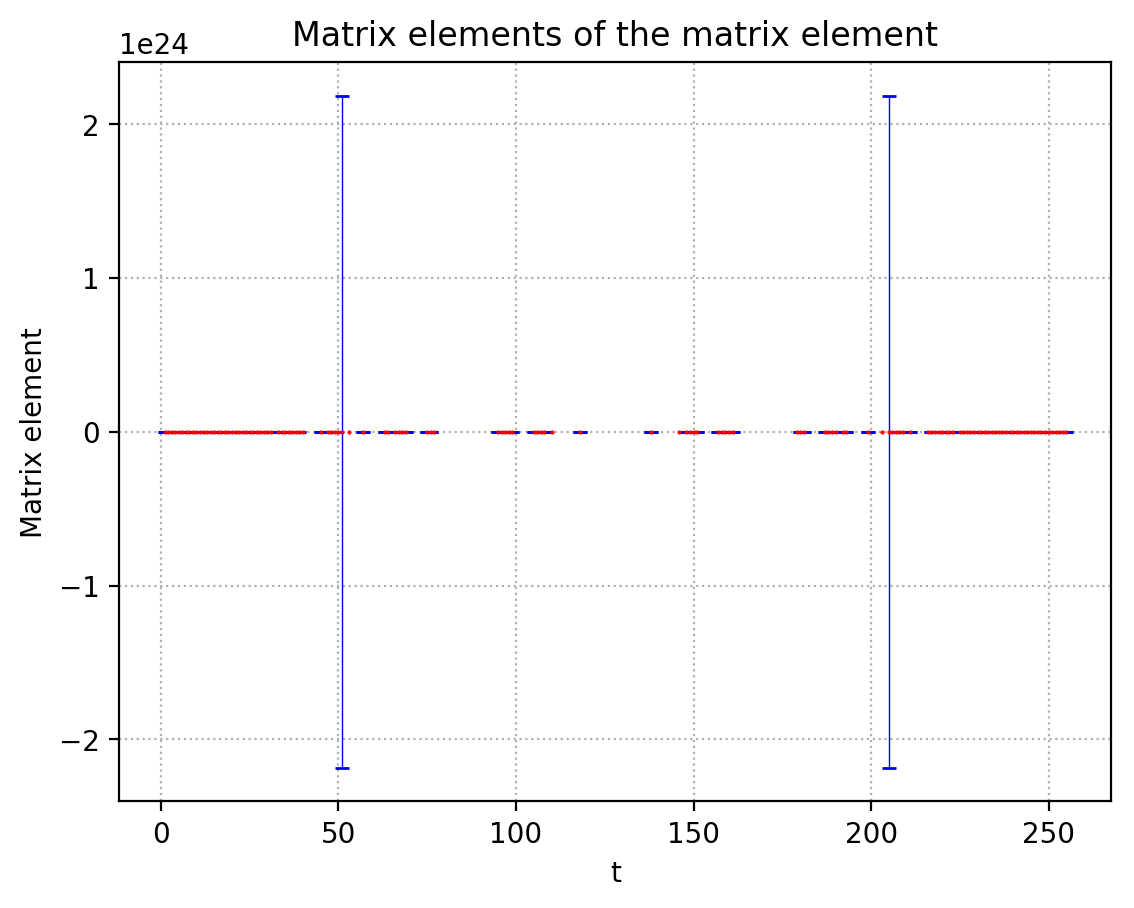 Matrix elements of the matrix element
1e24
2
1
0
−1
−2
Matrix element
0 50 100 150 200 250
t